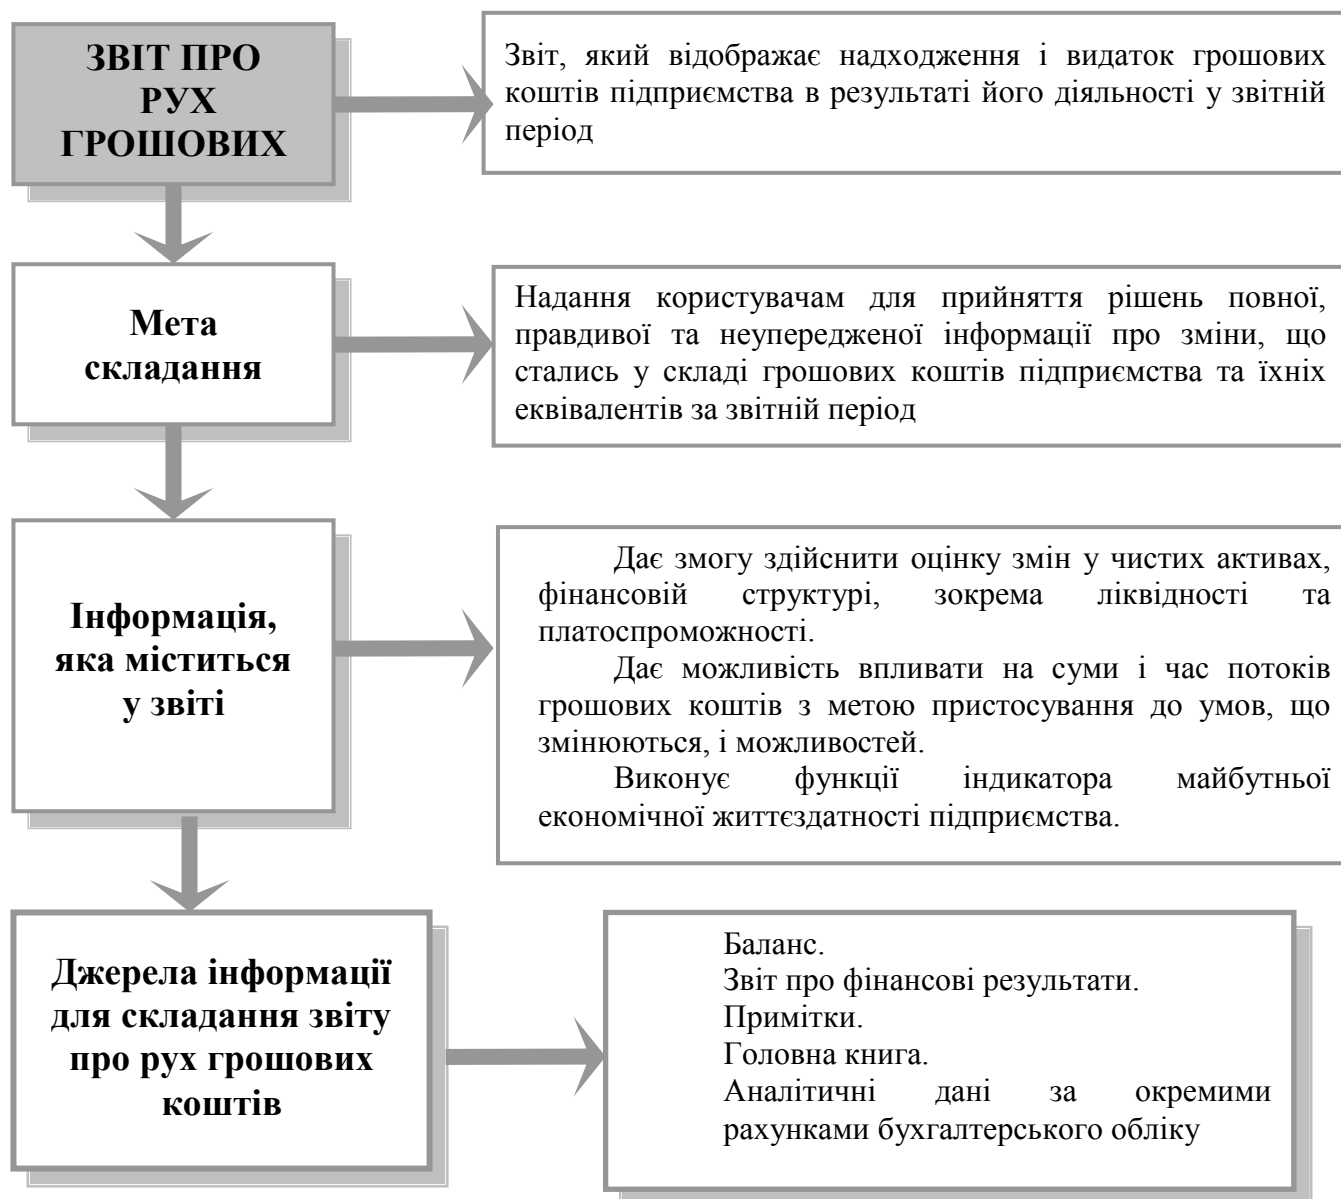 ЗВІТ ПРО
РУХ
ГРОШОВИХ
Звіт, який відображає надходження і видаток грошових
коштів підприємства в результаті його діяльності у звітній
період
Мета
складання
Надання користувачам для прийняття рішень повної,
правдивої та неупередженої інформації про зміни, що
стались у складі грошових коштів підприємства та їхніх
еквівалентів за звітній період
Інформація,
яка міститься
у звіті
Дає змогу здійснити оцінку змін у чистих активах,
фінансовій структурі, зокрема ліквідності та
платоспроможності.
Дає можливість впливати на суми і час потоків
грошових коштів з метою пристосування до умов, що
змінюються, і можливостей.
Виконує функції індикатора майбутньої
економічної життєздатності підприємства.
Джерела інформації
для складання звіту
про рух грошових
коштів
Баланс.
Звіт про фінансові результати.
Примітки.
Головна книга.
Аналітичні дані за окремими
рахунками бухгалтерського обліку